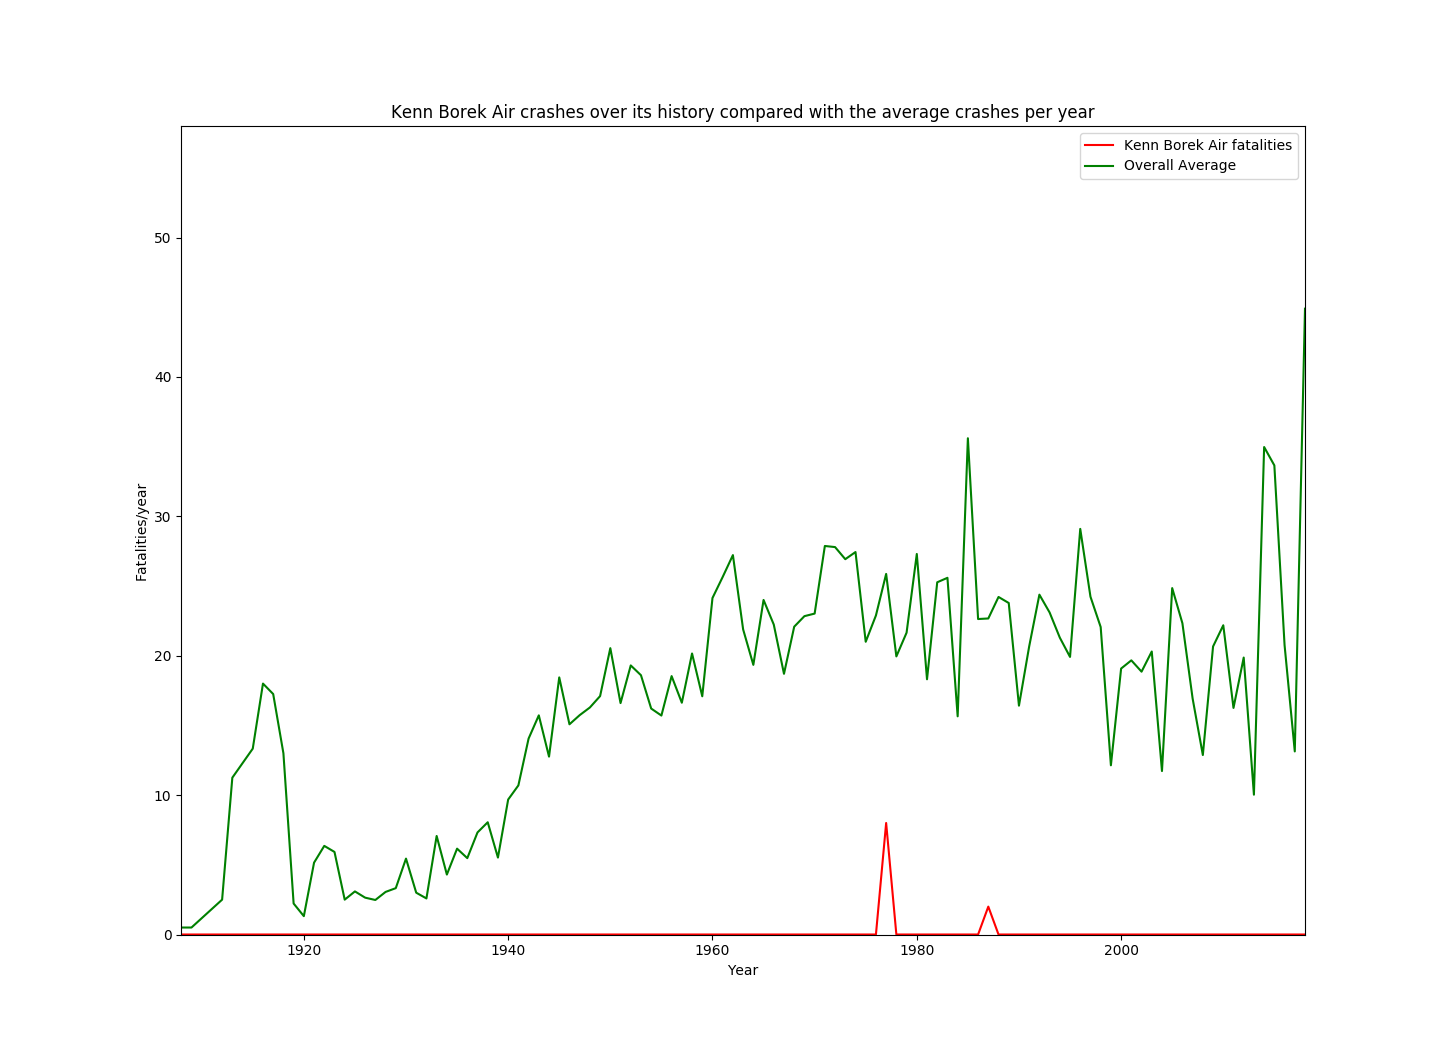 Kenn Borek Air crashes over its history compared with the average crashes per year
Kenn Borek Air fatalities
Overall Average
50
40
30
20
10
0
Fatalities/year
1920 1940 1960 1980 2000
Year